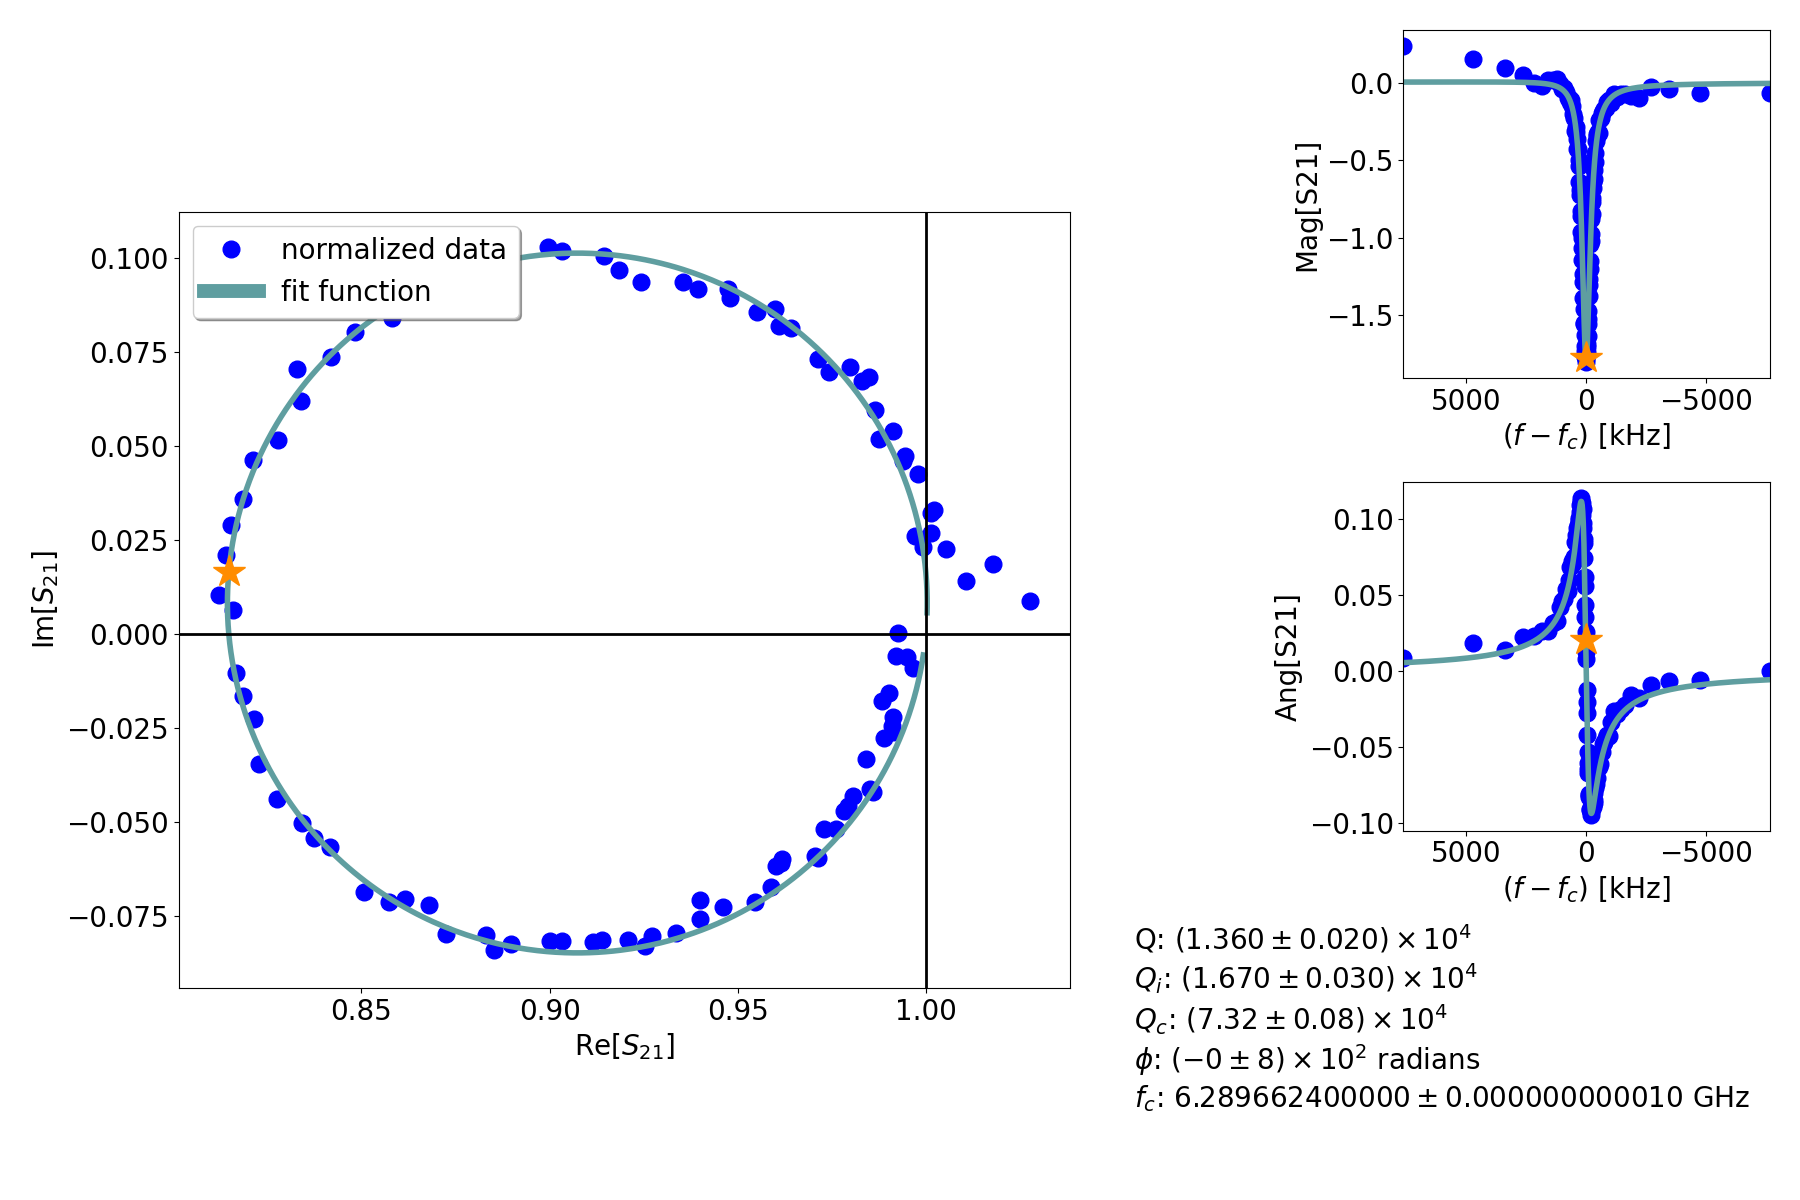 normalized data
fit function
0.100
0.075
0.050
0.025
0.000
−0.025
−0.050
−0.075
0.85
0.90
0.95
1.00
Im[S₂₁]
Re[S₂₁]
0.0
−0.5
−1.0
−1.5
Mag[S21]
5000
0
−5000
(f − f_c) [kHz]
0.10
0.05
0.00
−0.05
−0.10
Ang[S21]
5000
0
−5000
(f − f_c) [kHz]
Q: (1.360 ± 0.020) × 10⁴
Qᵢ: (1.670 ± 0.030) × 10⁴
Q_c: (7.32 ± 0.08) × 10⁴
ϕ: (−0 ± 8) × 10² radians
f_c: 6.289662400000 ± 0.000000000010 GHz